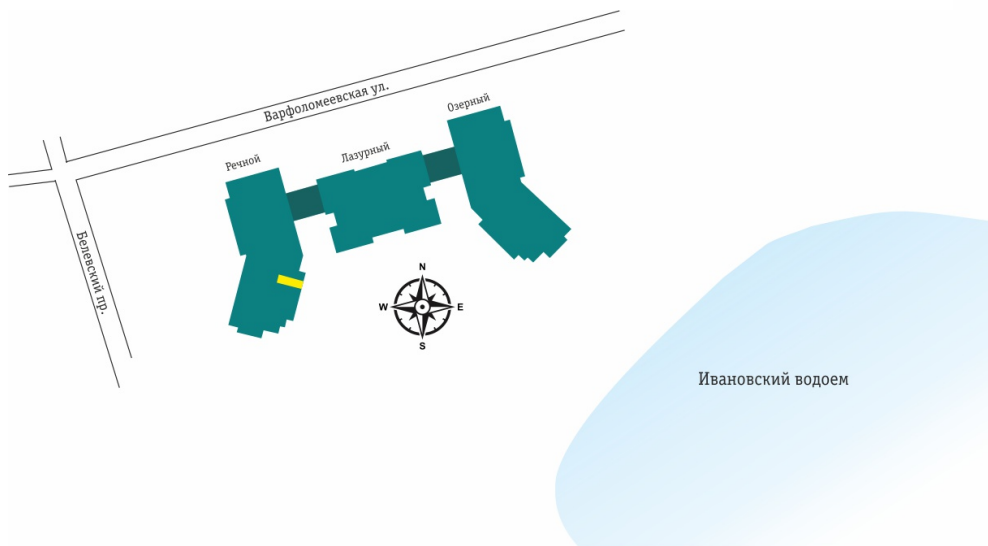 Варфоломеевская ул.
Озерный
Лазурный
Речной
Белевский пр.
N
W E
S
Ивановский водоем